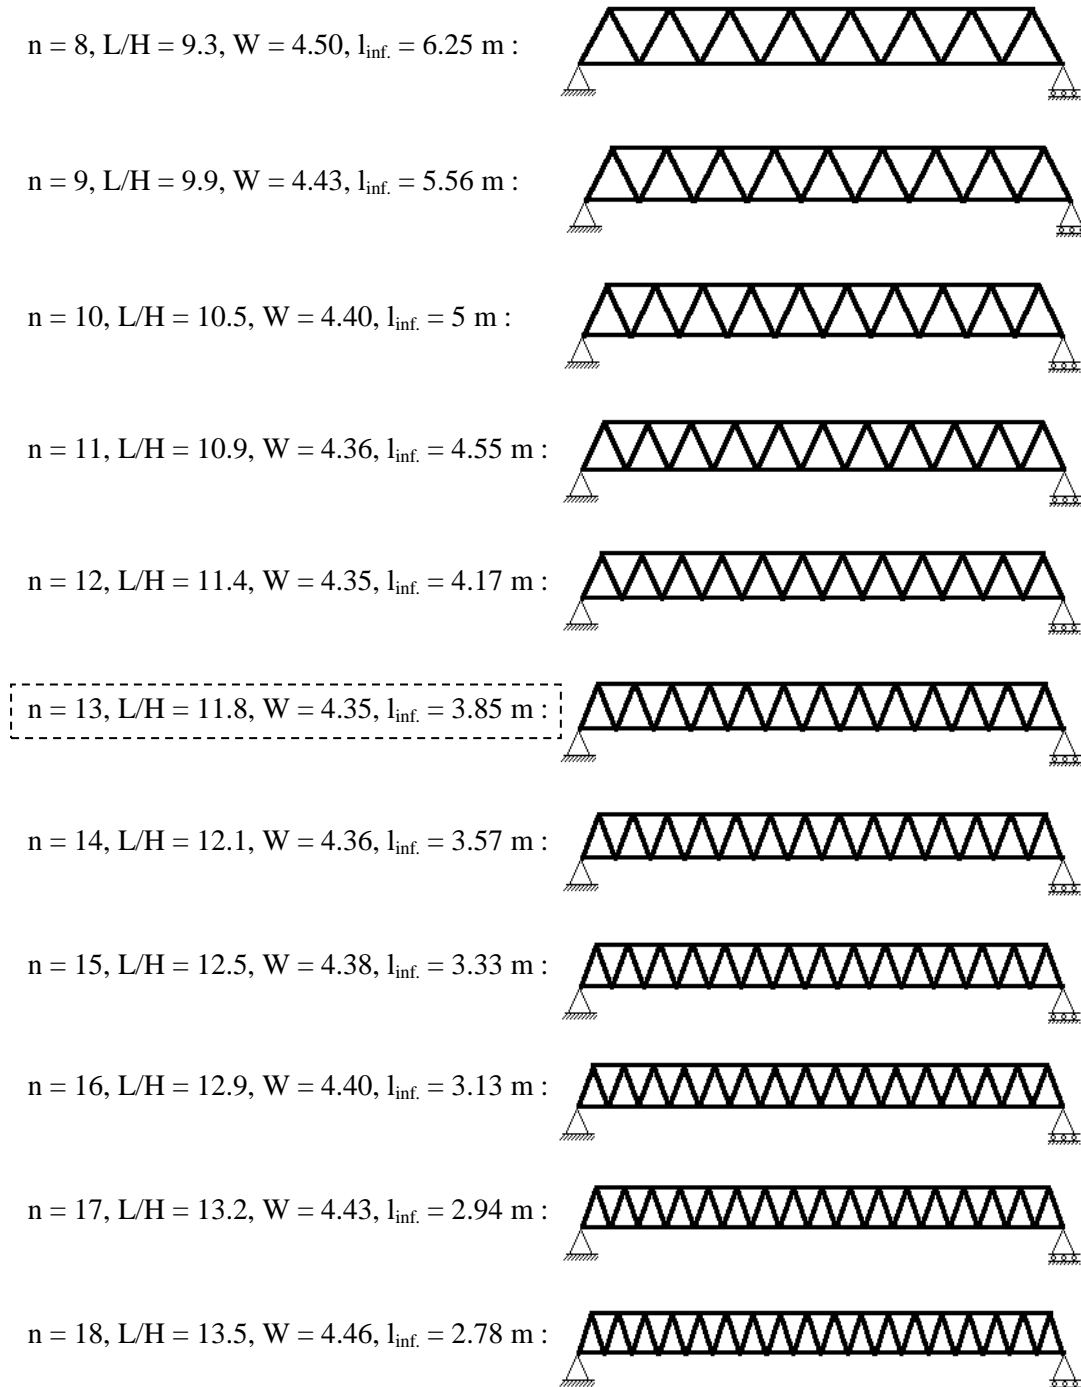 n = 8, L/H = 9.3, W = 4.50, l_inf. = 6.25 m :
n = 9, L/H = 9.9, W = 4.43, l_inf. = 5.56 m :
n = 10, L/H = 10.5, W = 4.40, l_inf. = 5 m :
n = 11, L/H = 10.9, W = 4.36, l_inf. = 4.55 m :
n = 12, L/H = 11.4, W = 4.35, l_inf. = 4.17 m :
n = 13, L/H = 11.8, W = 4.35, l_inf. = 3.85 m :
n = 14, L/H = 12.1, W = 4.36, l_inf. = 3.57 m :
n = 15, L/H = 12.5, W = 4.38, l_inf. = 3.33 m :
n = 16, L/H = 12.9, W = 4.40, l_inf. = 3.13 m :
n = 17, L/H = 13.2, W = 4.43, l_inf. = 2.94 m :
n = 18, L/H = 13.5, W = 4.46, l_inf. = 2.78 m :